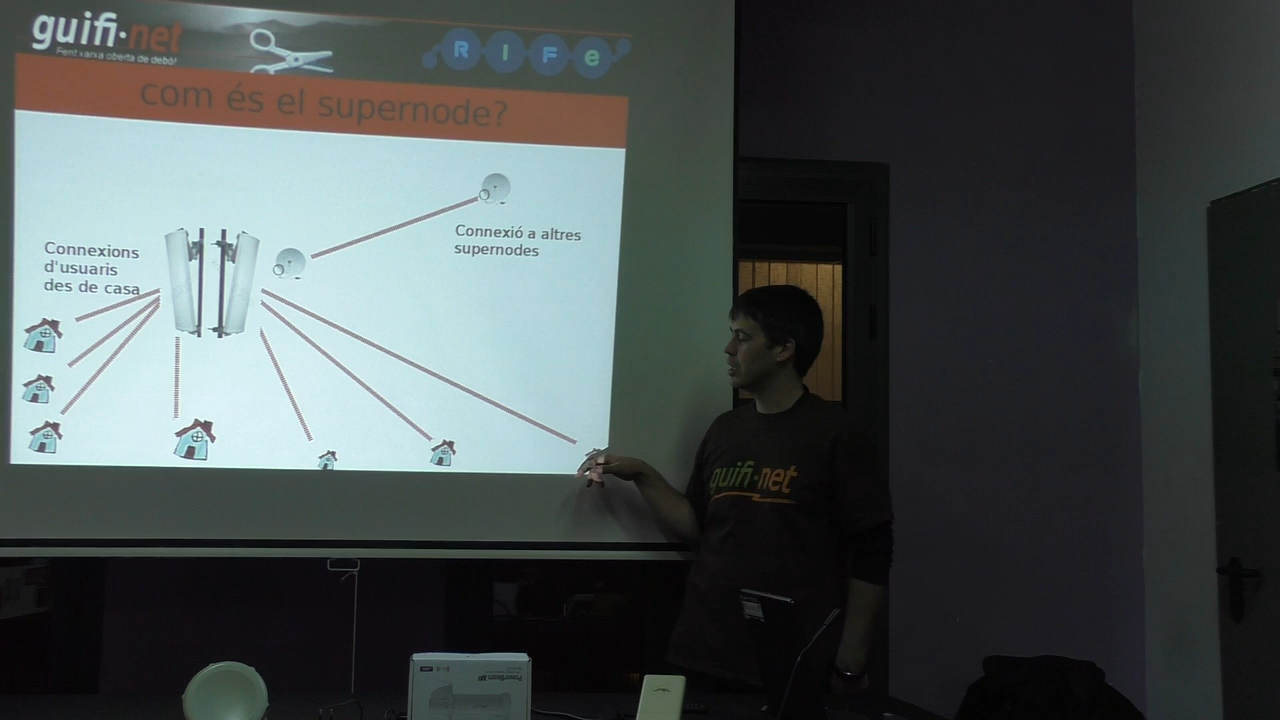 guifi·net
Fent xarxa oberta de debò!
R I F e
com és el supernode?
Connexió a altres
supernodes
Connexions
d'usuaris
des de casa
guifi·net
PowerBeam